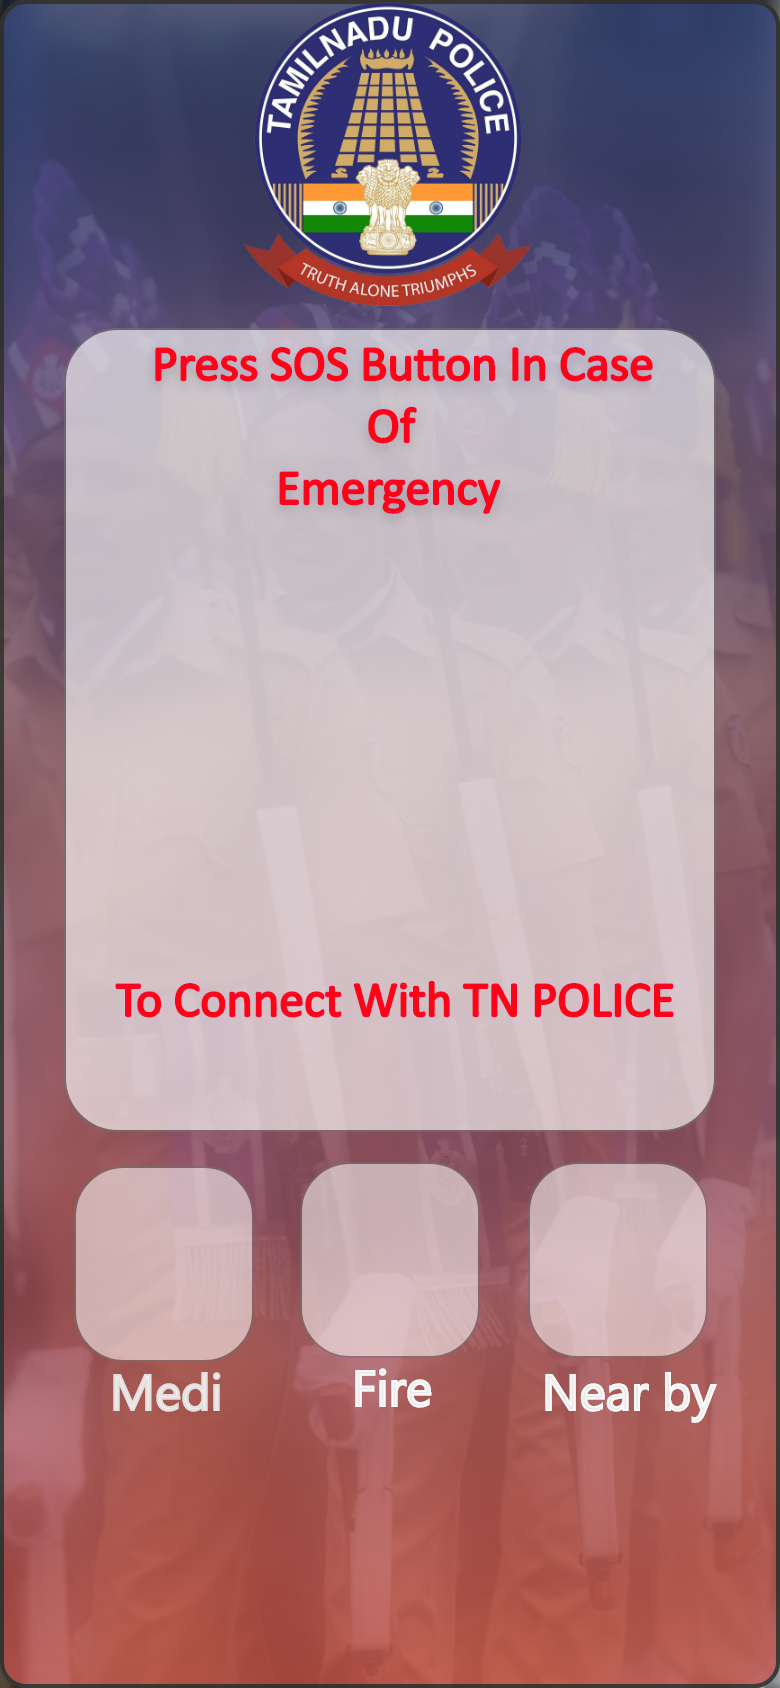 TAMILNADU POLICE
TRUTH ALONE TRIUMPHS
Press SOS Button In Case
Of
Emergency
To Connect With TN POLICE
Medi
Fire
Near by